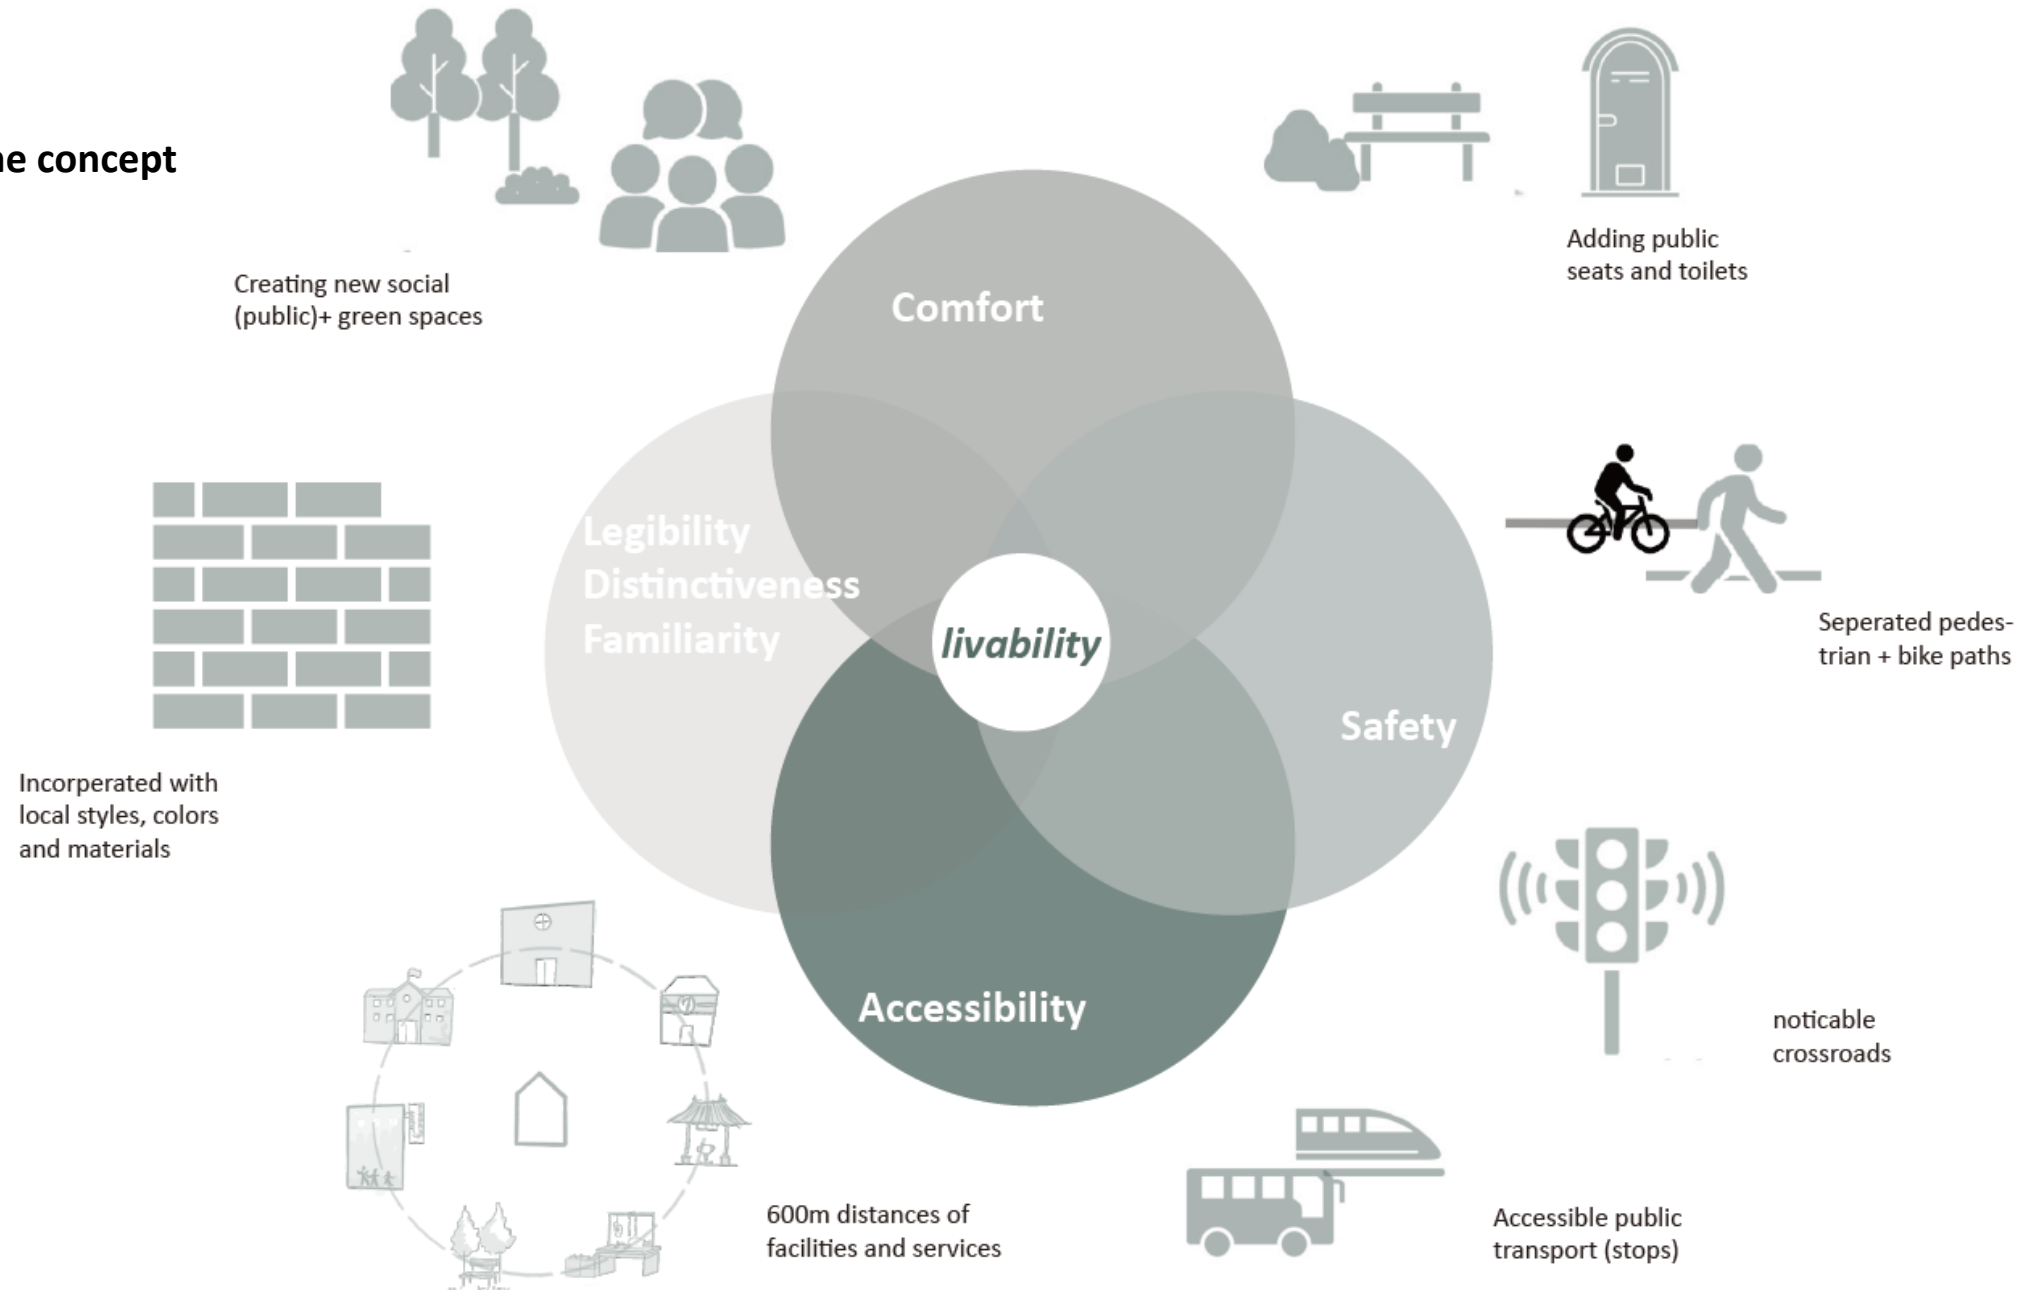 ne concept
Creating new social
(public)+ green spaces
Adding public
seats and toilets
Comfort
Legibility
Distinctiveness
Familiarity
livability
Seperated pedes-
trian + bike paths
Safety
Incorperated with
local styles, colors
and materials
Accessibility
noticable
crossroads
600m distances of
facilities and services
Accessible public
transport (stops)